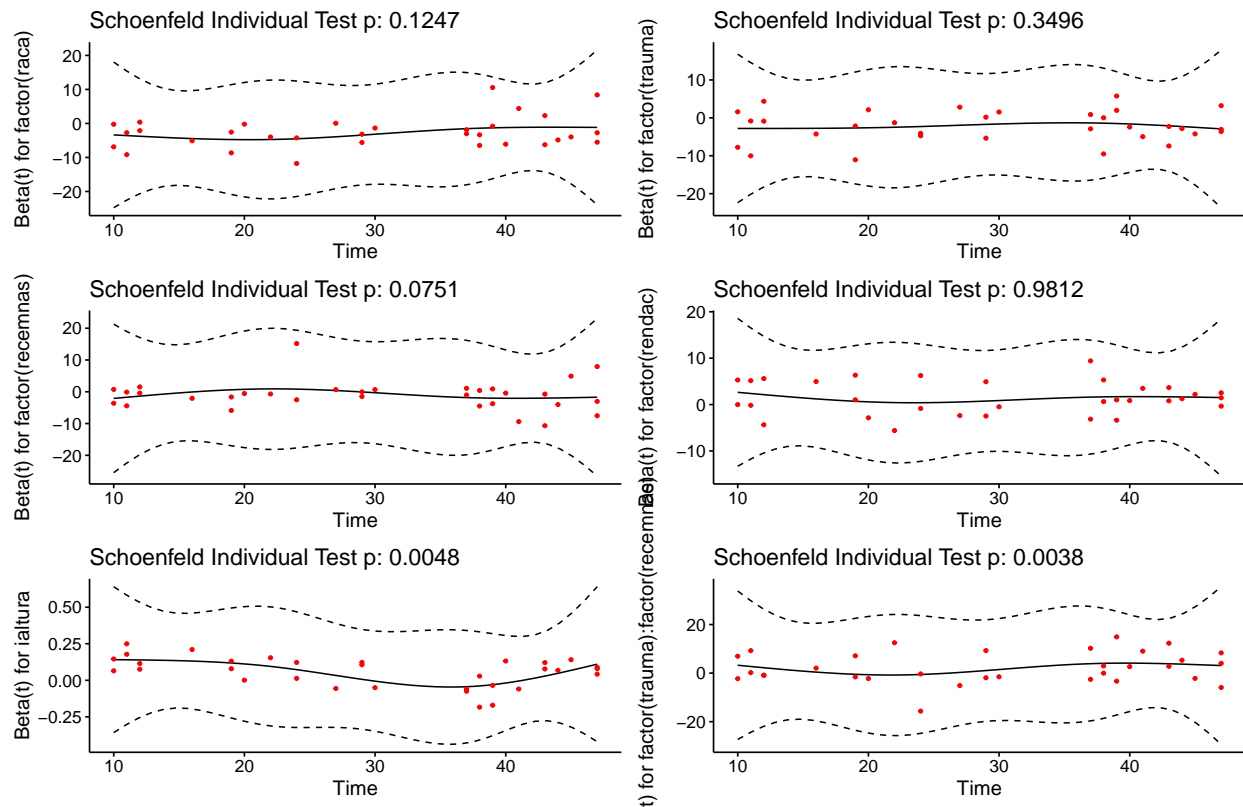 Schoenfeld Individual Test p: 0.1247
Beta(t) for factor(raca)
20
10
0
−10
−20
10
20
30
40
Time
Schoenfeld Individual Test p: 0.3496
Beta(t) for factor(trauma)
10
0
−10
−20
10
20
30
40
Time
Schoenfeld Individual Test p: 0.0751
Beta(t) for factor(recemnas)
20
10
0
−10
−20
10
20
30
40
Time
Schoenfeld Individual Test p: 0.9812
Beta(t) for factor(rendac)
20
10
0
−10
10
20
30
40
Time
Schoenfeld Individual Test p: 0.0048
Beta(t) for ialtura
0.50
0.25
0.00
−0.25
10
20
30
40
Time
Schoenfeld Individual Test p: 0.0038
t) for factor(trauma):factor(recemnas)
20
0
−20
10
20
30
40
Time